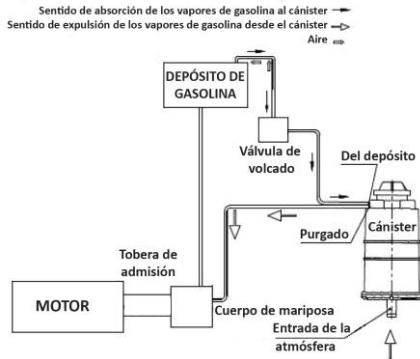 Sentido de absorción de los vapores de gasolina al cánister
Sentido de expulsión de los vapores de gasolina desde el cánister
Aire
DEPÓSITO DE
GASOLINA
Válvula de
volcado
Del depósito
Cánister
Purgado
Tobera de
admisión
MOTOR
Cuerpo de mariposa
Entrada de la
atmósfera